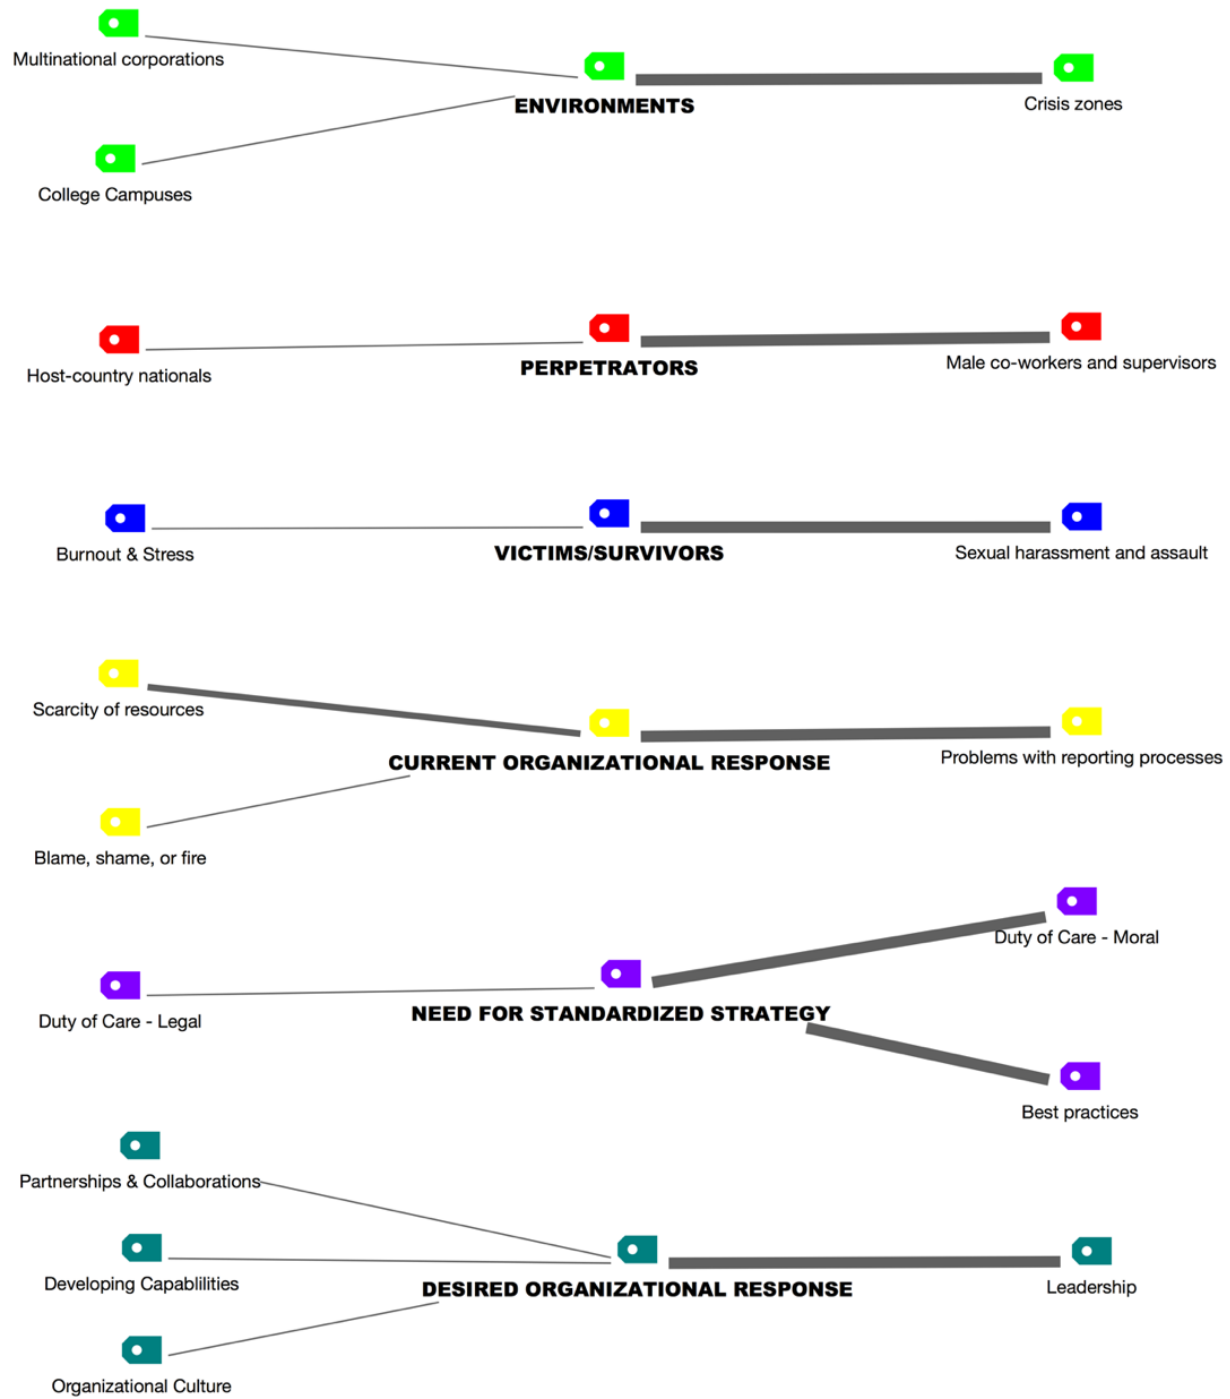 Multinational corporations
ENVIRONMENTS
Crisis zones
College Campuses
Host-country nationals
PERPETRATORS
Male co-workers and supervisors
Burnout & Stress
VICTIMS/SURVIVORS
Sexual harassment and assault
Scarcity of resources
CURRENT ORGANIZATIONAL RESPONSE
Problems with reporting processes
Blame, shame, or fire
Duty of Care - Moral
Duty of Care - Legal
NEED FOR STANDARDIZED STRATEGY
Best practices
Partnerships & Collaborations
Developing Capablilities
DESIRED ORGANIZATIONAL RESPONSE
Leadership
Organizational Culture